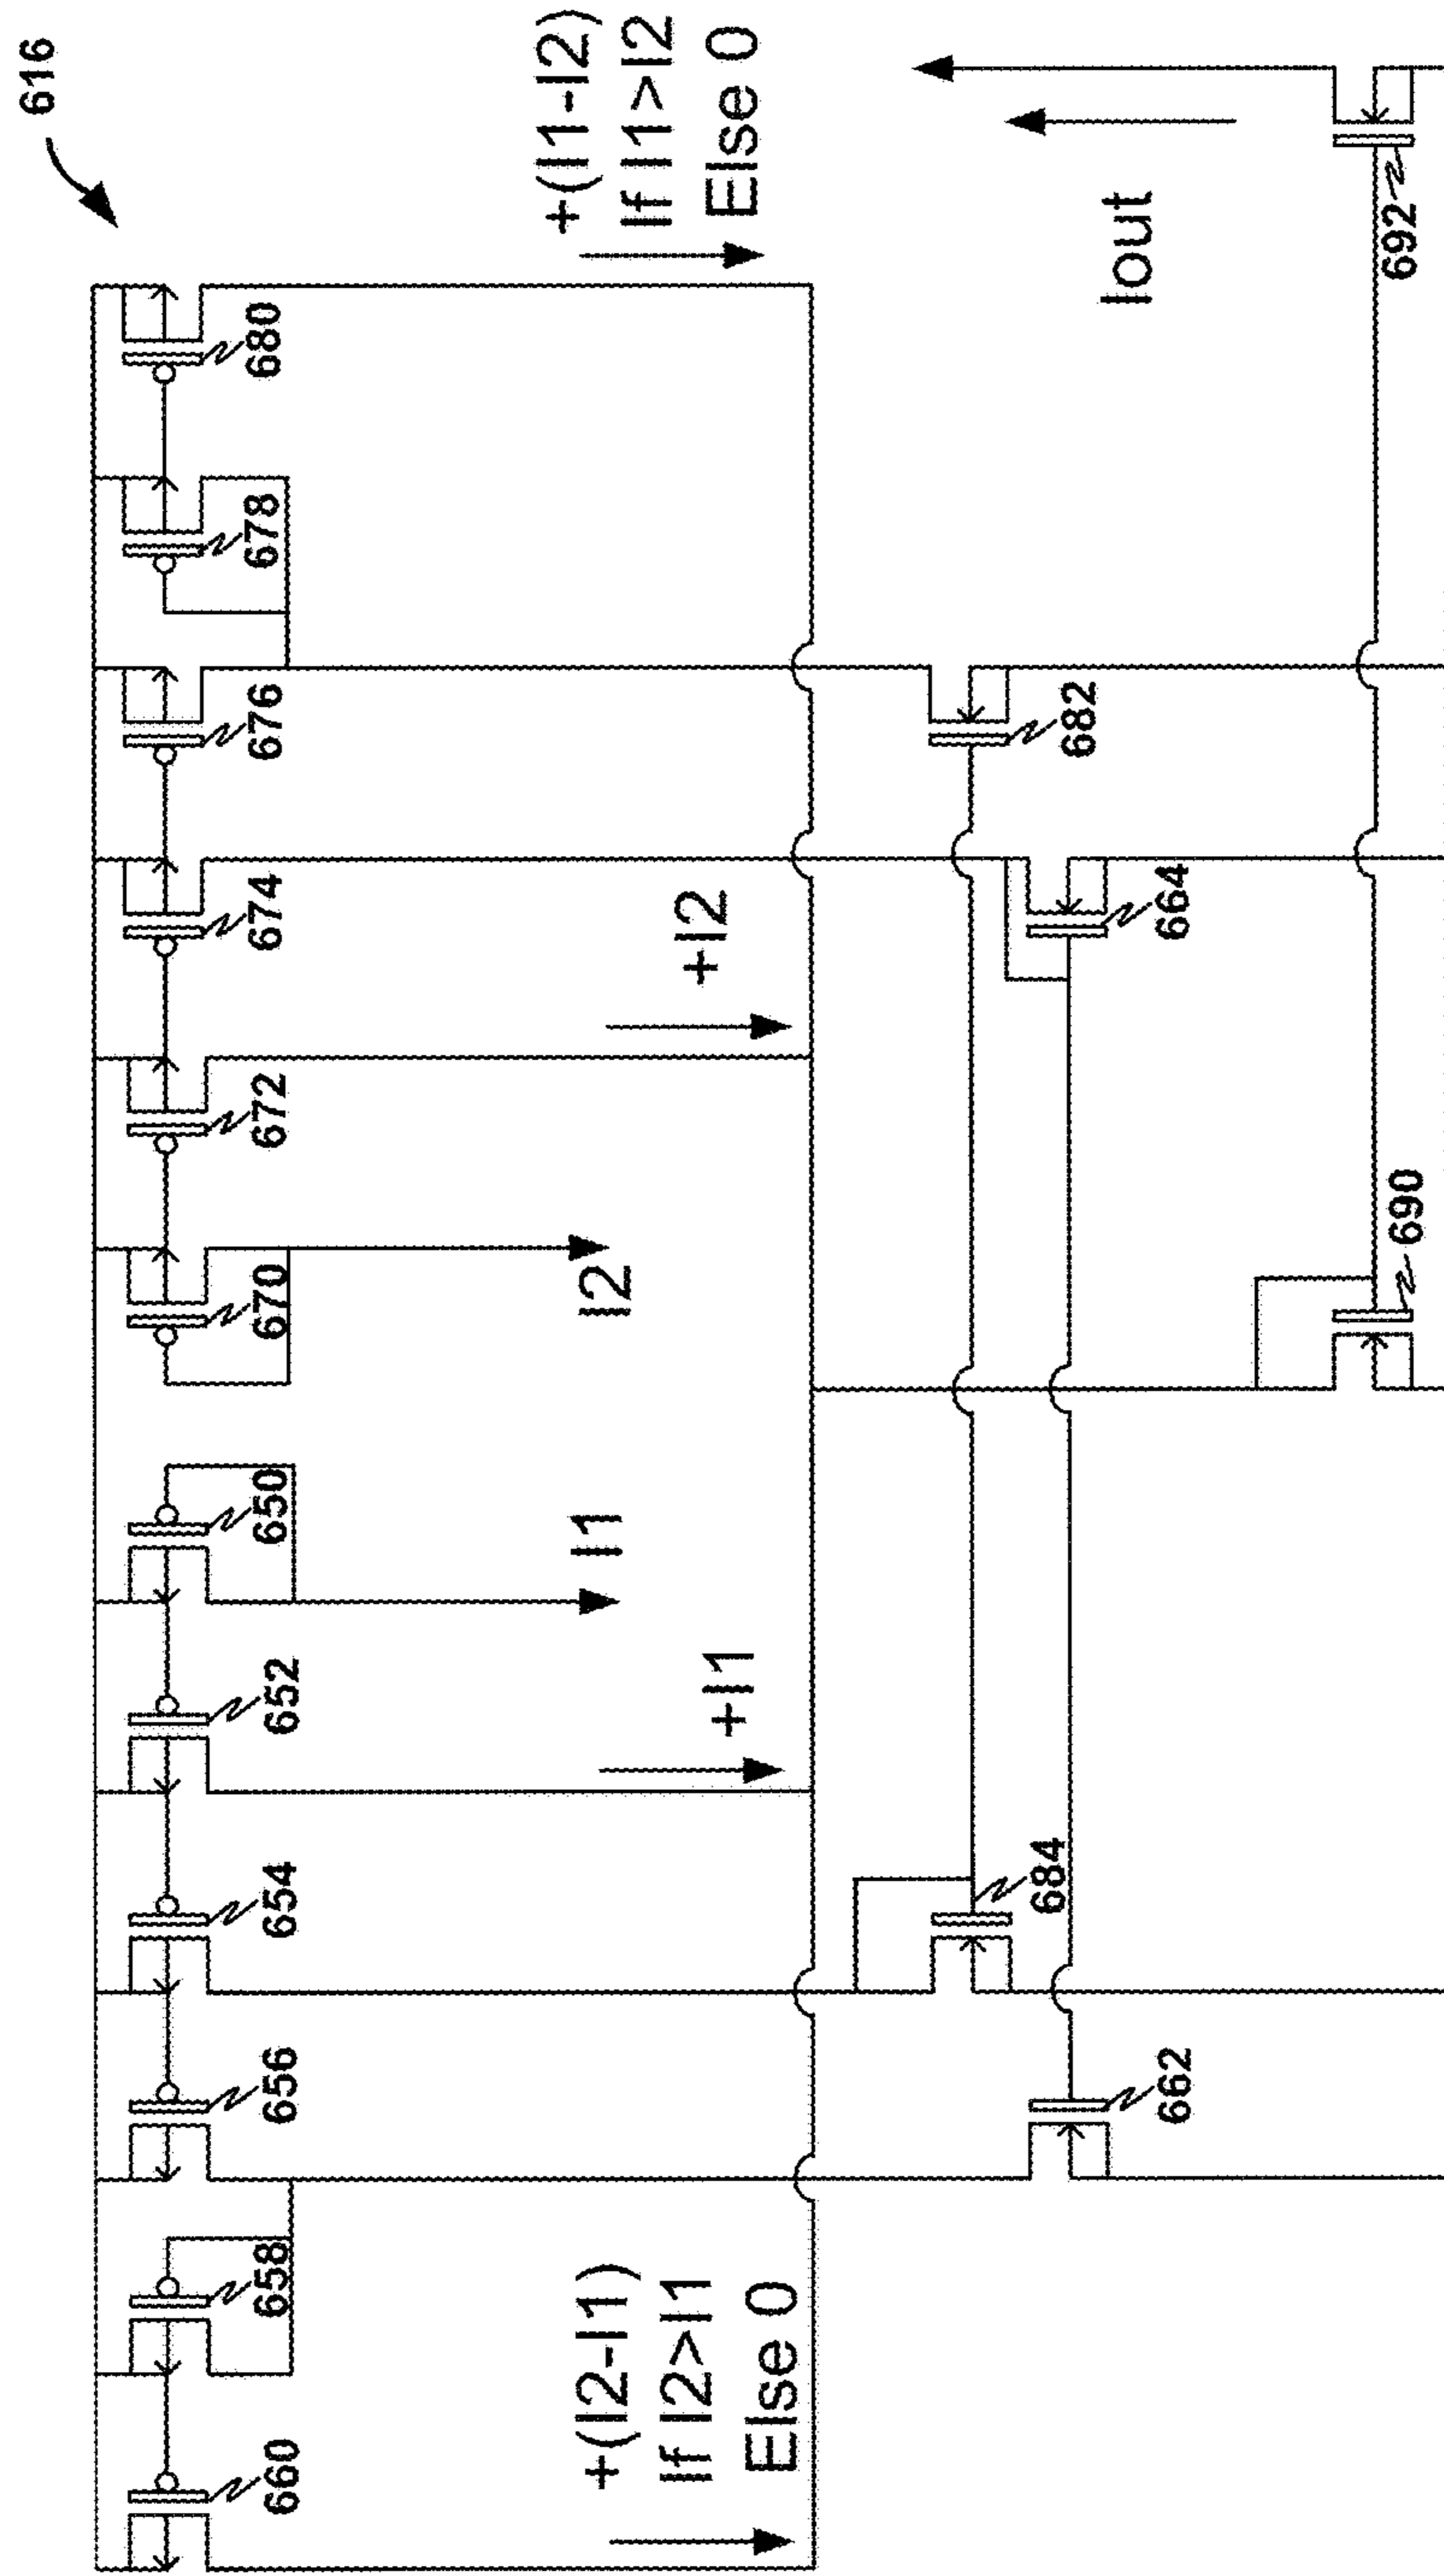 616
660
658
656
654
652
650
670
672
674
676
678
680
+(I2-I1)
If I2>I1
Else 0
+I1
I1
I2
+I2
+(I1-I2)
If I1>I2
Else 0
684
662
682
664
690
692
Iout